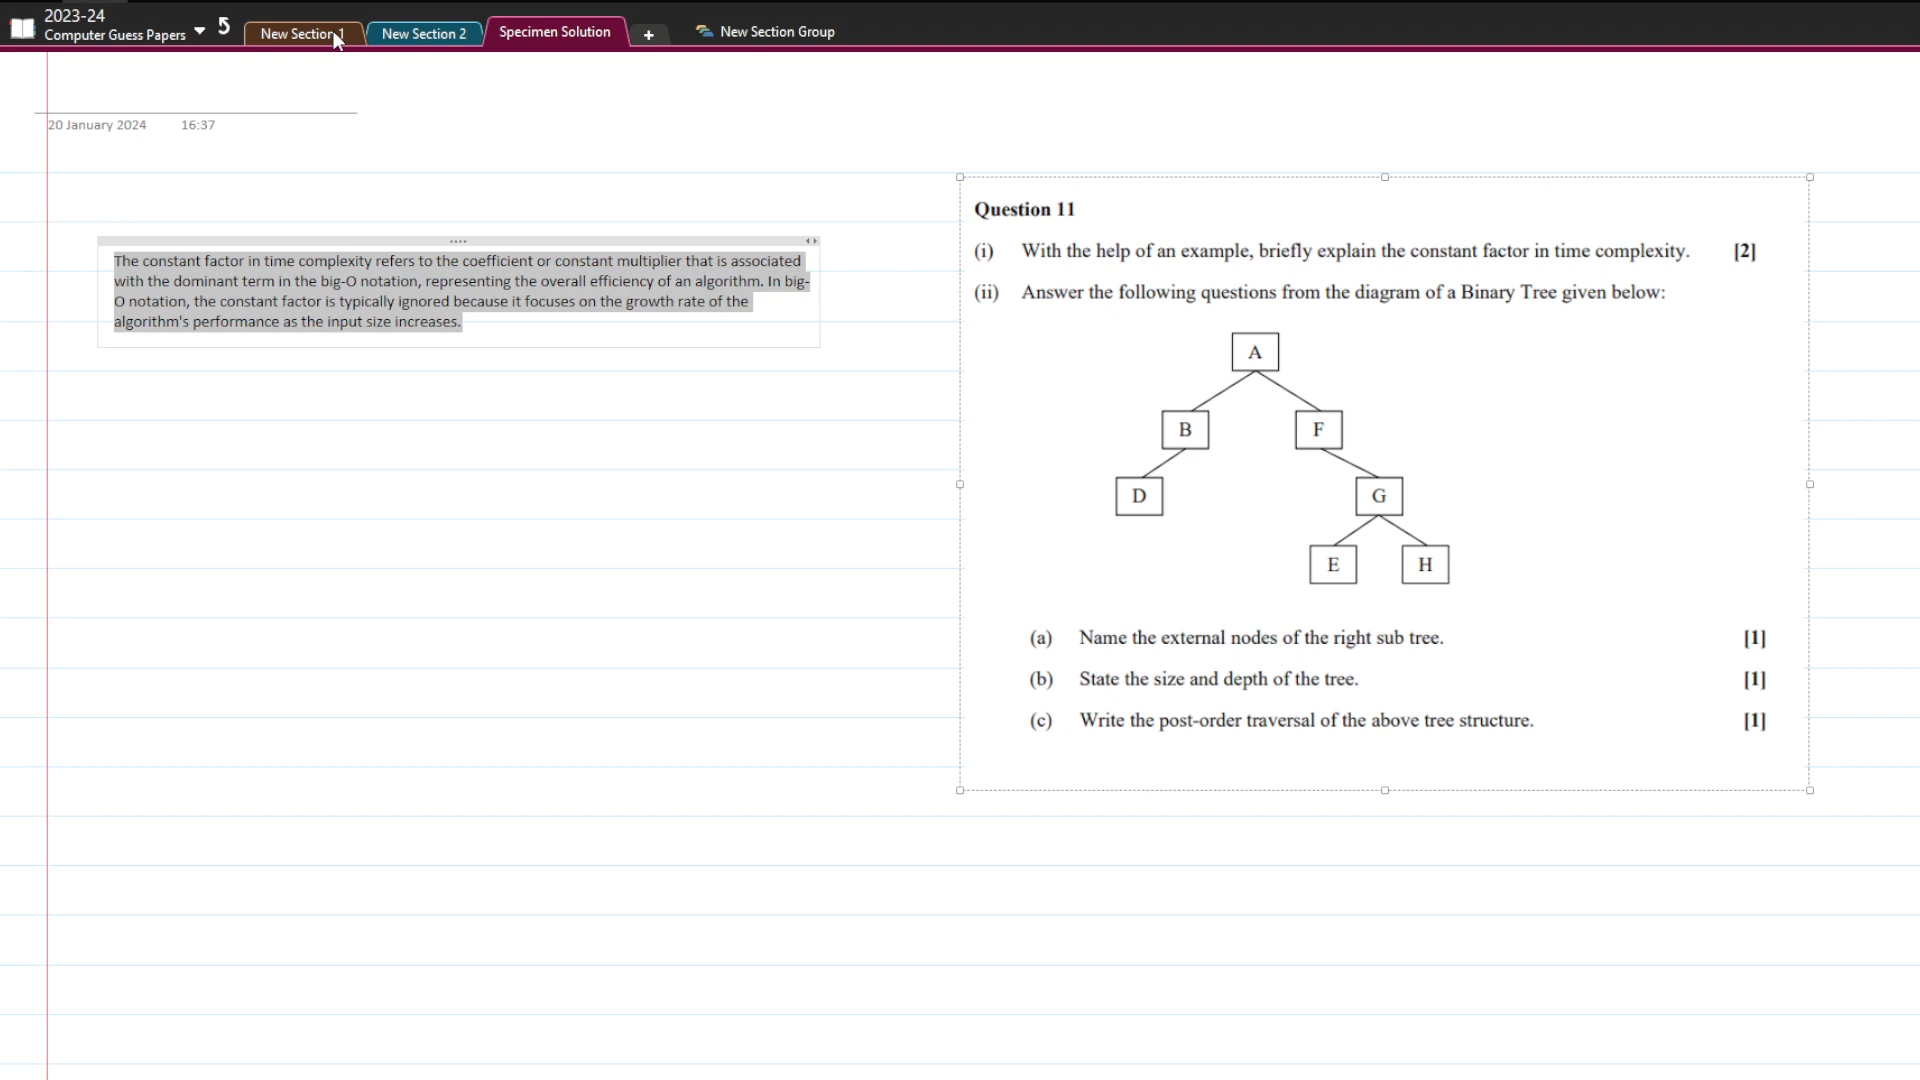 2023-24
Computer Guess Papers
New Section 1
New Section 2
Specimen Solution
+
New Section Group
20 January 2024 16:37
The constant factor in time complexity refers to the coefficient or constant multiplier that is associated
with the dominant term in the big-O notation, representing the overall efficiency of an algorithm. In big-
O notation, the constant factor is typically ignored because it focuses on the growth rate of the
algorithm's performance as the input size increases.
Question 11
(i) With the help of an example, briefly explain the constant factor in time complexity. [2]
(ii) Answer the following questions from the diagram of a Binary Tree given below:
A
B F
D G
E H
(a) Name the external nodes of the right sub tree. [1]
(b) State the size and depth of the tree. [1]
(c) Write the post-order traversal of the above tree structure. [1]